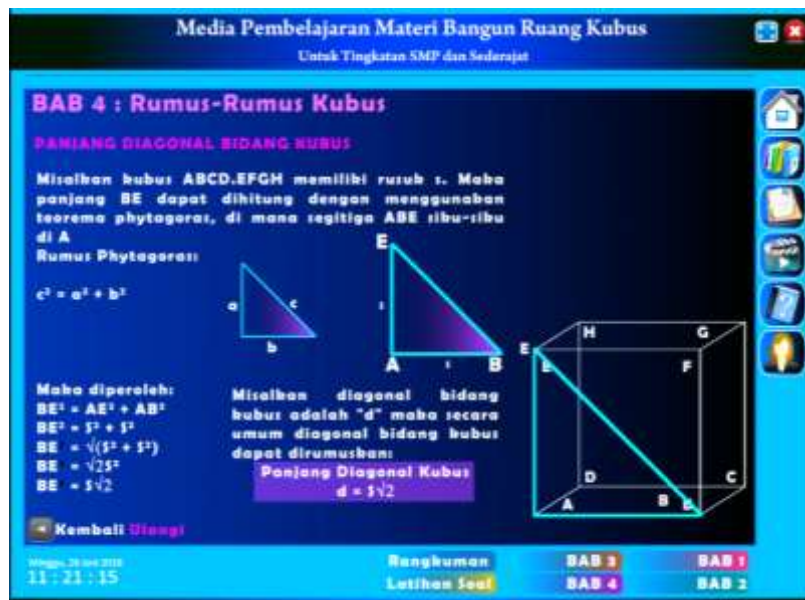 Media Pembelajaran Materi Bangun Ruang Kubus
Untuk Tingkatan SMP dan Sederajat
BAB 4 : Rumus-Rumus Kubus
PANJANG DIAGONAL BIDANG KUBUS
Misalkan kubus ABCD.EFGH memiliki rusuk s. Maka
panjang BE dapat dihitung dengan menggunakan
teorema phytagoras, di mana segitiga ABE siku-siku
di A
Rumus Phytagoras:
c² = a² + b²
a
c
b
E
s
A
s
B
H
G
E
E
F
D
C
A
B
B
Maka diperoleh:
BE² = AE² + AB²
BE² = S² + S²
BE = √(S² + S²)
BE = √2S²
BE = S√2
Misalkan diagonal bidang
kubus adalah "d" maka secara
umum diagonal bidang kubus
dapat dirumuskan:
Panjang Diagonal Kubus
d = S√2
Kembali Ulangi
11 : 21 : 15
Rangkuman
BAB 3
BAB 1
Latihan Soal
BAB 4
BAB 2